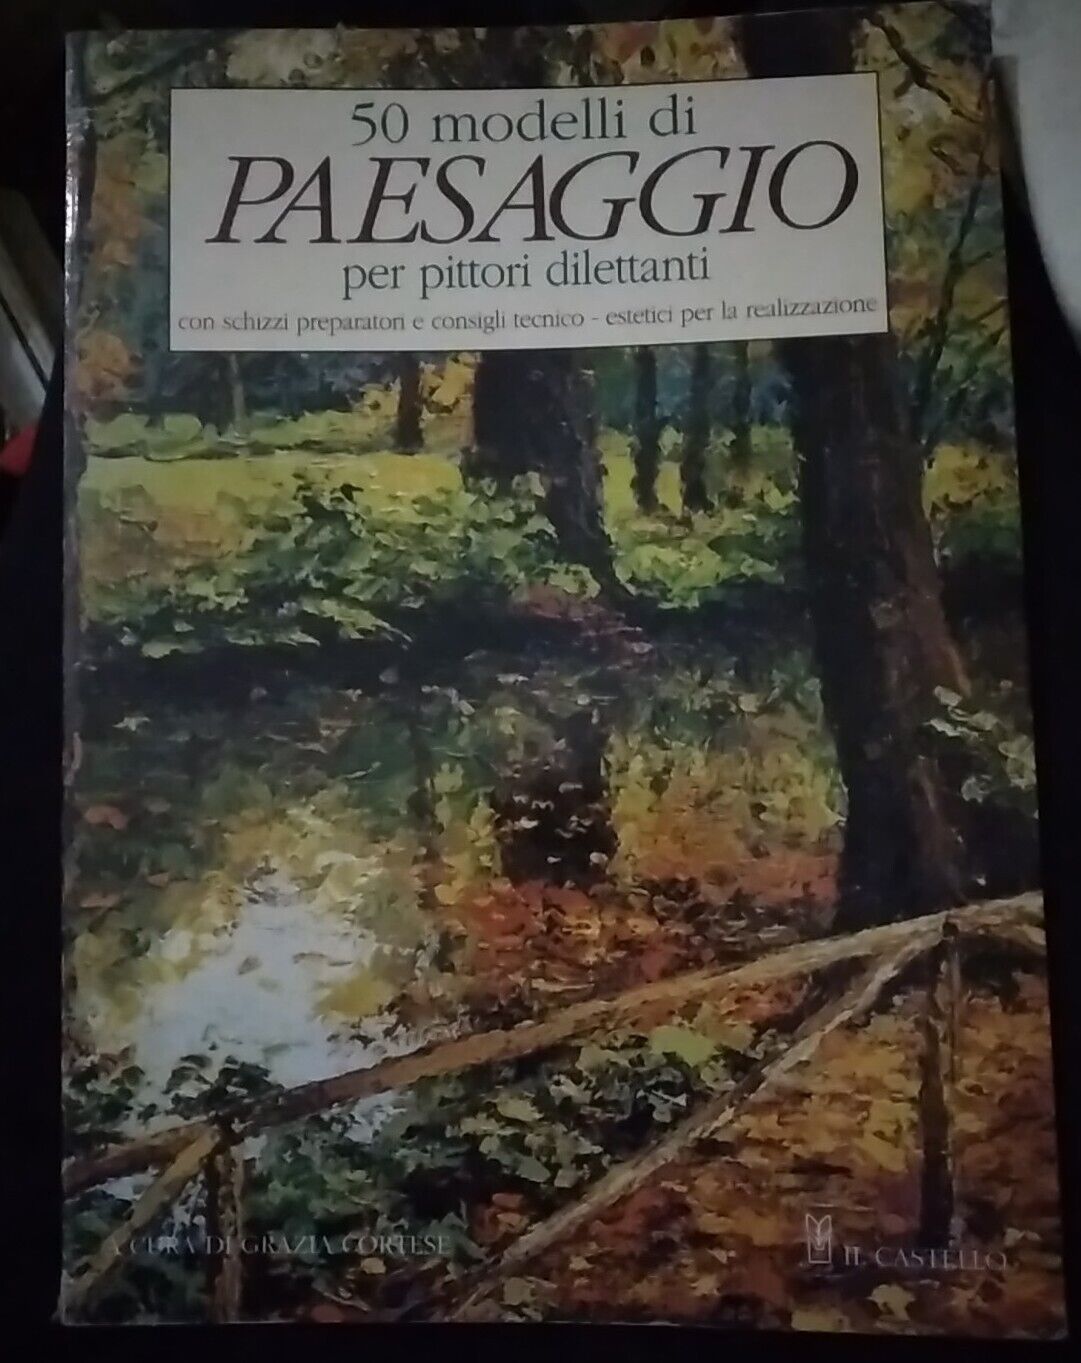 50 modelli di
PAESAGGIO
per pittori dilettanti
con schizzi preparatori e consigli tecnico - estetici per la realizzazione
A CURA DI GRAZIA CORTESE
IL CASTELLO